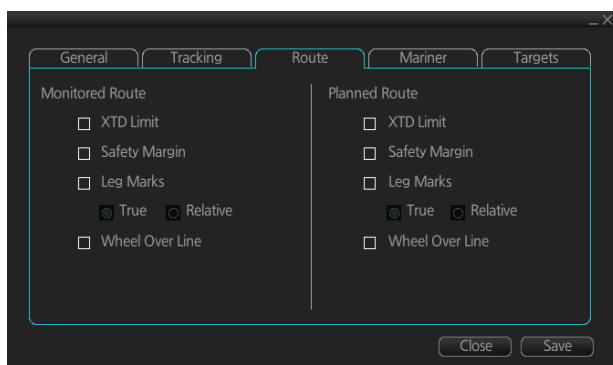 General Tracking Route Mariner Targets
Monitored Route
XTD Limit
Safety Margin
Leg Marks
True Relative
Wheel Over Line
Planned Route
XTD Limit
Safety Margin
Leg Marks
True Relative
Wheel Over Line
Close Save